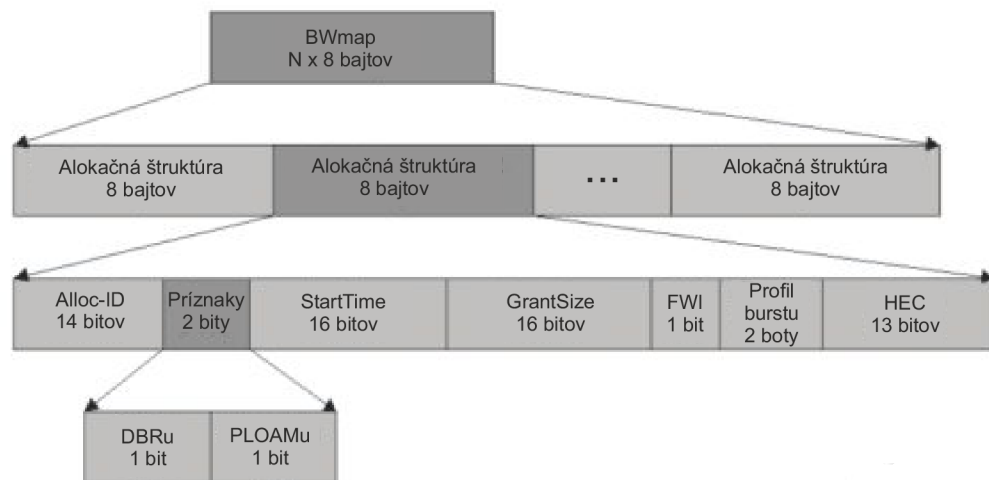 BWmap
N x 8 bajtov
Alokačná štruktúra
8 bajtov
Alokačná štruktúra
8 bajtov
...
Alokačná štruktúra
8 bajtov
Alloc-ID
14 bitov
Príznaky
2 bity
StartTime
16 bitov
GrantSize
16 bitov
FWI
1 bit
Profil
burstu
2 boty
HEC
13 bitov
DBRu
1 bit
PLOAMu
1 bit